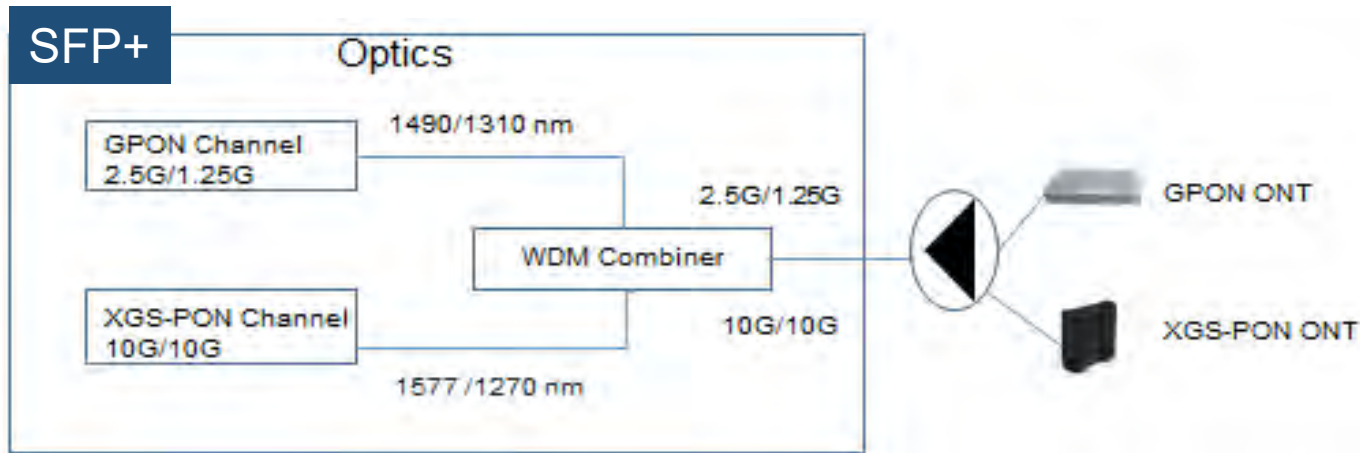 SFP+
Optics
1490/1310 nm
GPON Channel
2.5G/1.25G
2.5G/1.25G
GPON ONT
WDM Combiner
XGS-PON Channel
10G/10G
10G/10G
XGS-PON ONT
1577 /1270 nm